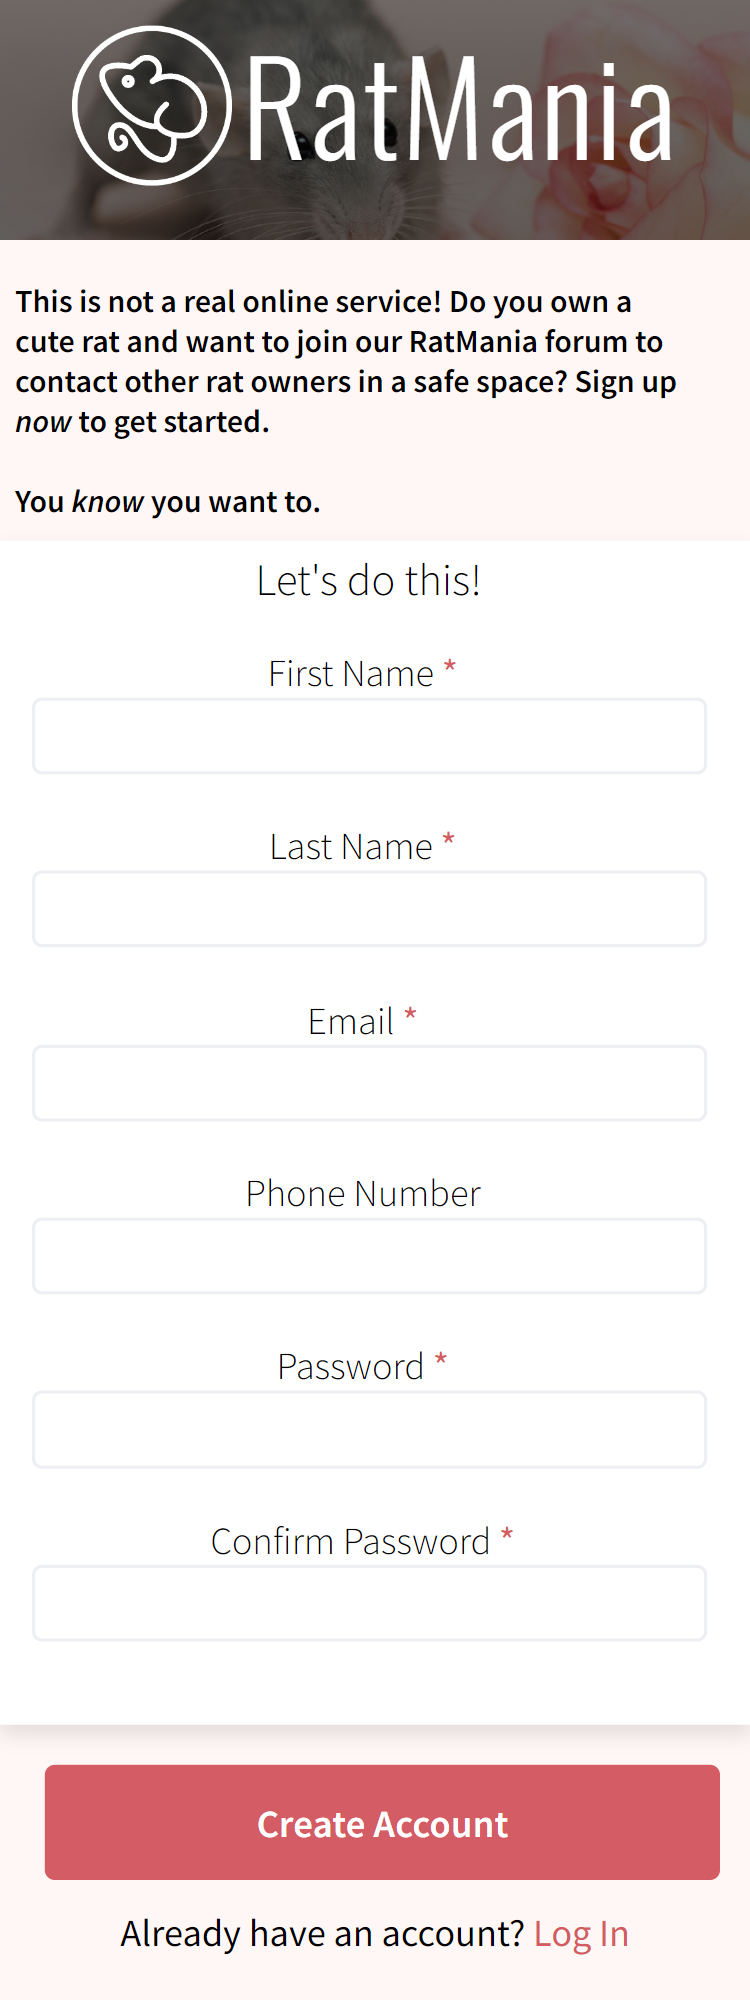 RatMania
This is not a real online service! Do you own a
cute rat and want to join our RatMania forum to
contact other rat owners in a safe space? Sign up
now to get started.
You know you want to.
Let's do this!
First Name *
Last Name *
Email *
Phone Number
Password *
Confirm Password *
Create Account
Already have an account? Log In